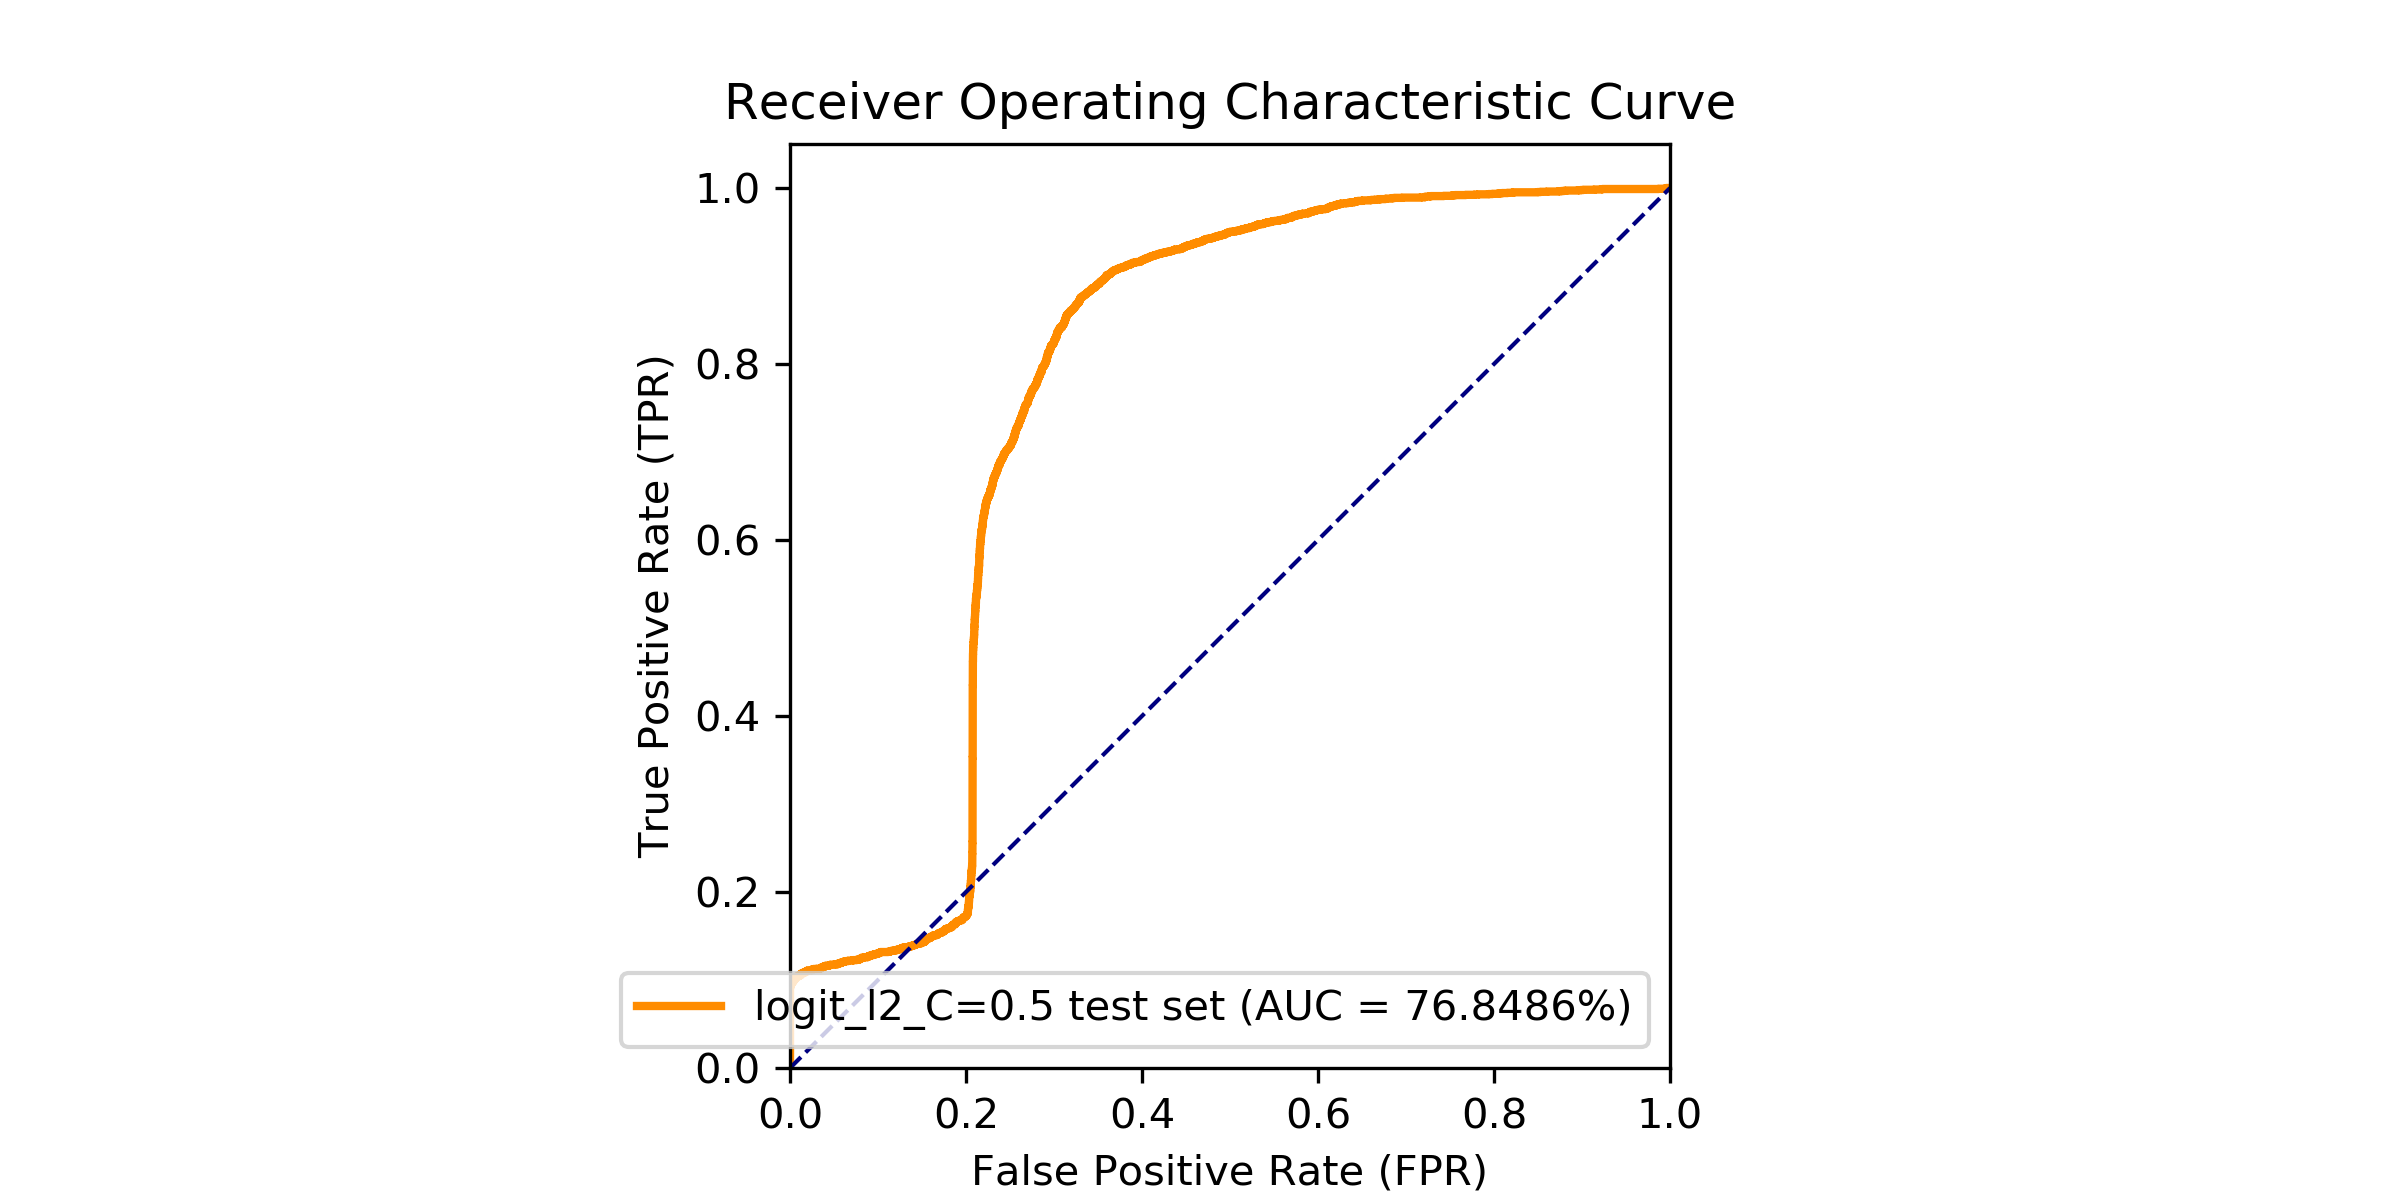 Receiver Operating Characteristic Curve
True Positive Rate (TPR)
1.0
0.8
0.6
0.4
0.2
0.0
logit_l2_C=0.5 test set (AUC = 76.8486%)
0.0 0.2 0.4 0.6 0.8 1.0
False Positive Rate (FPR)